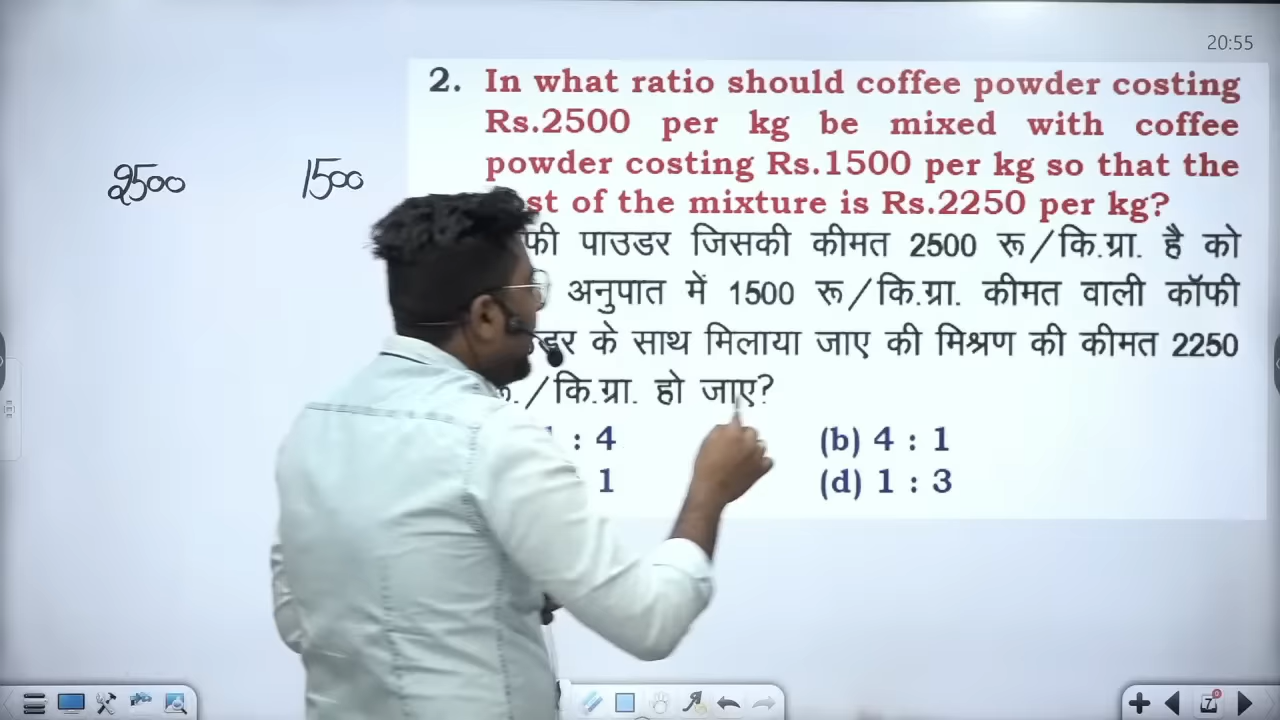 20:55
2. In what ratio should coffee powder costing
Rs.2500 per kg be mixed with coffee
powder costing Rs.1500 per kg so that the
of the mixture is Rs.2250 per kg?
पाउडर जिसकी कीमत 2500 रू/कि.ग्रा. है को
अनुपात में 1500 रू/कि.ग्रा. कीमत वाली कॉफी
के साथ मिलाया जाए की मिश्रण की कीमत 2250
/कि.ग्रा. हो जाए?
: 4 (b) 4 : 1
1 (d) 1 : 3
2500 1500
7